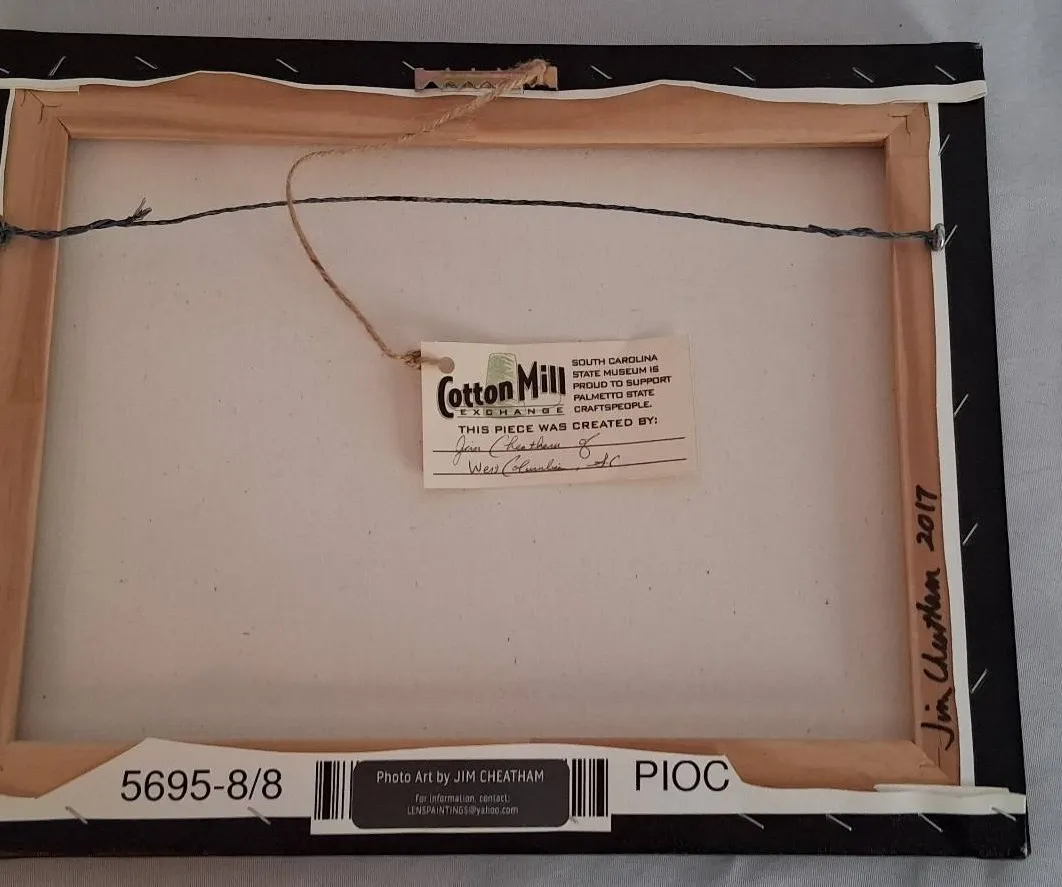 Cotton Mill
EXCHANGE
SOUTH CAROLINA
STATE MUSEUM IS
PROUD TO SUPPORT
PALMETTO STATE
CRAFTSPEOPLE.
THIS PIECE WAS CREATED BY:
Jim Cheatham of
West Columbia, SC
Jim Cheatham 2017
5695-8/8
Photo Art by JIM CHEATHAM
For information, contact:
LENSPAINTINGS@yahoo.com
PIOC